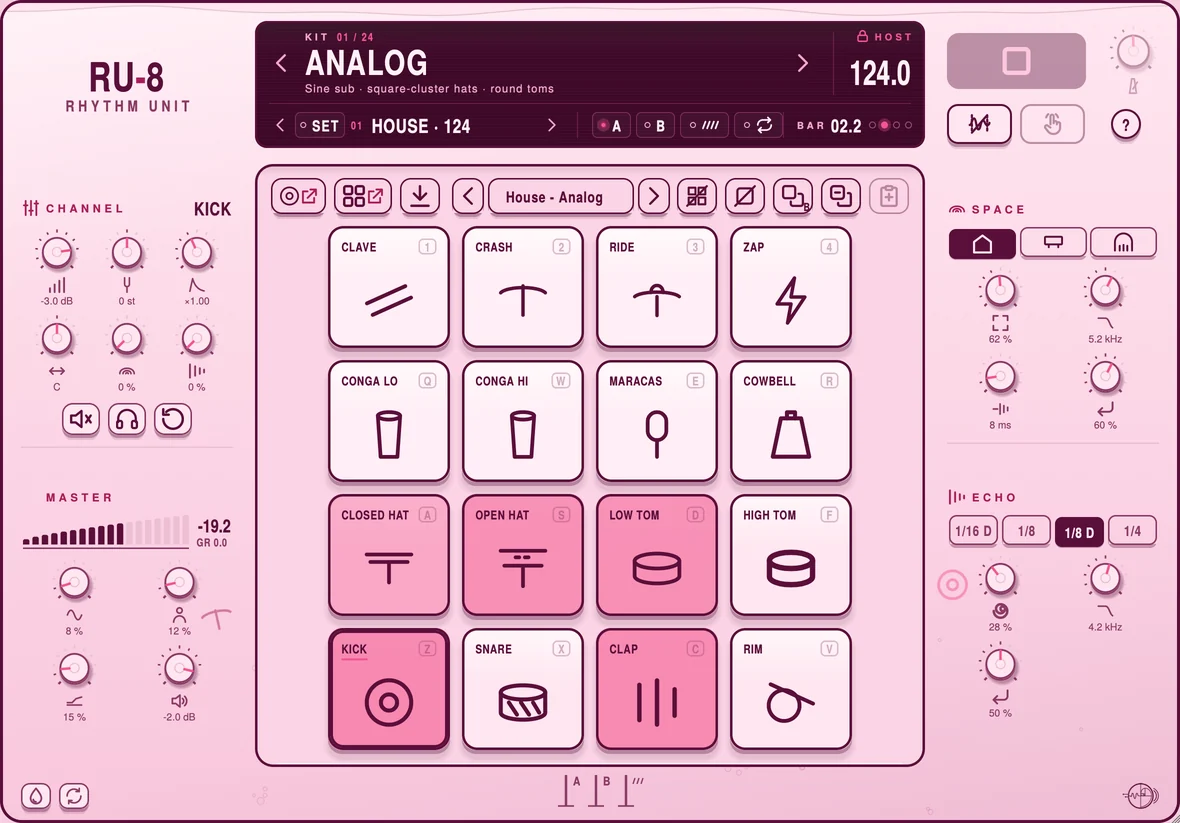 KIT 01 / 24
HOST
ANALOG
124.0
Sine sub · square-cluster hats · round toms
SET 01 HOUSE · 124
A
B
////
BAR 02.2
?
RU-8
RHYTHM UNIT
CHANNEL KICK
-3.0 dB
0 st
×1.00
C
0 %
0 %
MASTER
-19.2
GR 0.0
8 %
12 %
15 %
-2.0 dB
House - Analog
B
CLAVE 1
CRASH 2
RIDE 3
ZAP 4
CONGA LO Q
CONGA HI W
MARACAS E
COWBELL R
CLOSED HAT A
OPEN HAT S
LOW TOM D
HIGH TOM F
KICK Z
SNARE X
CLAP C
RIM V
A
B
///
SPACE
62 %
5.2 kHz
8 ms
60 %
ECHO
1/16 D
1/8
1/8 D
1/4
28 %
4.2 kHz
50 %